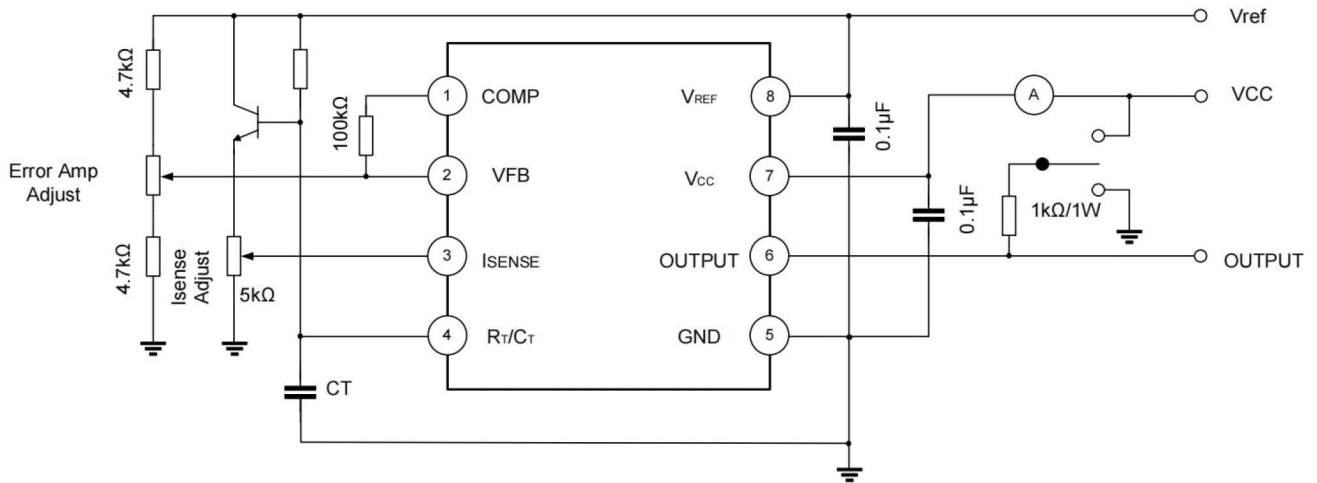 Vref
4.7kΩ
1
COMP
VREF
8
A
VCC
100kΩ
0.1µF
Error Amp
Adjust
2
VFB
VCC
7
0.1µF
1kΩ/1W
4.7kΩ
Isense
Adjust
5kΩ
3
ISENSE
OUTPUT
6
OUTPUT
4
RT/CT
GND
5
CT